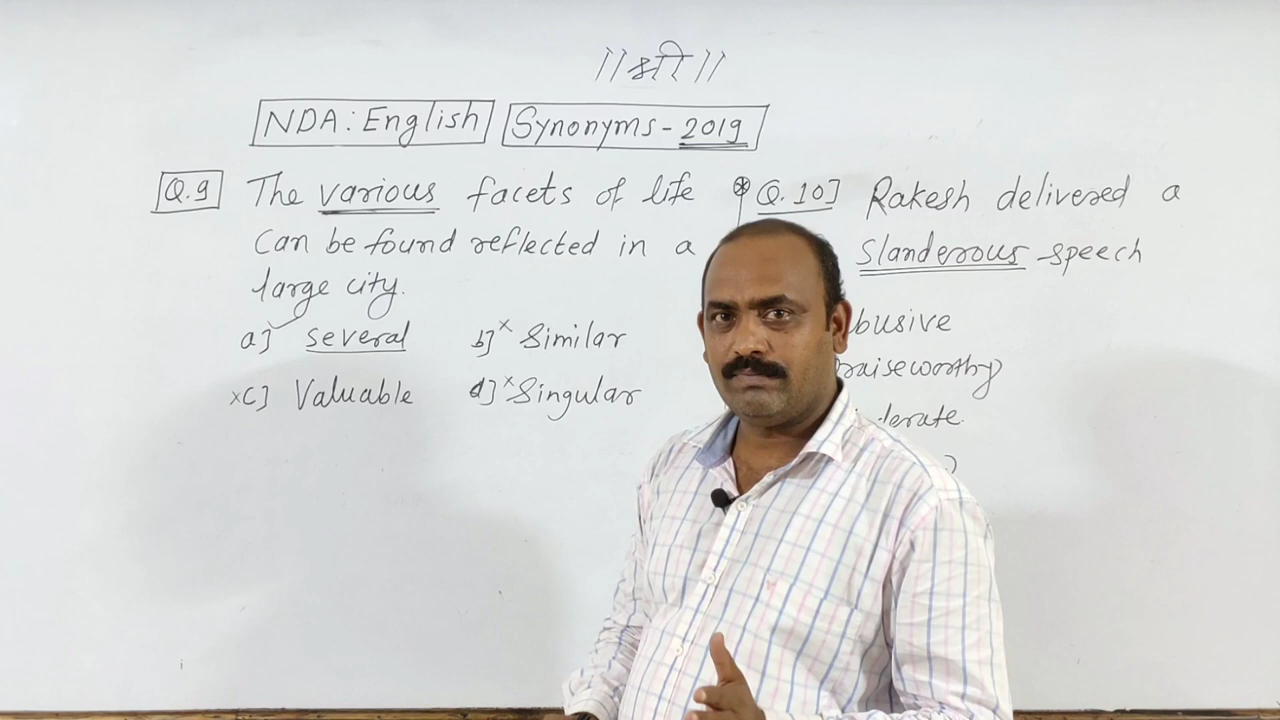 ||श्री||
NDA: English Synonyms-2019
Q.9 The various facets of life
can be found reflected in a
large city.
a] several b] Similar
c] Valuable d] Singular
Q.10] Rakesh delivered a
Slanderous speech
busive
raiseworthy
derate